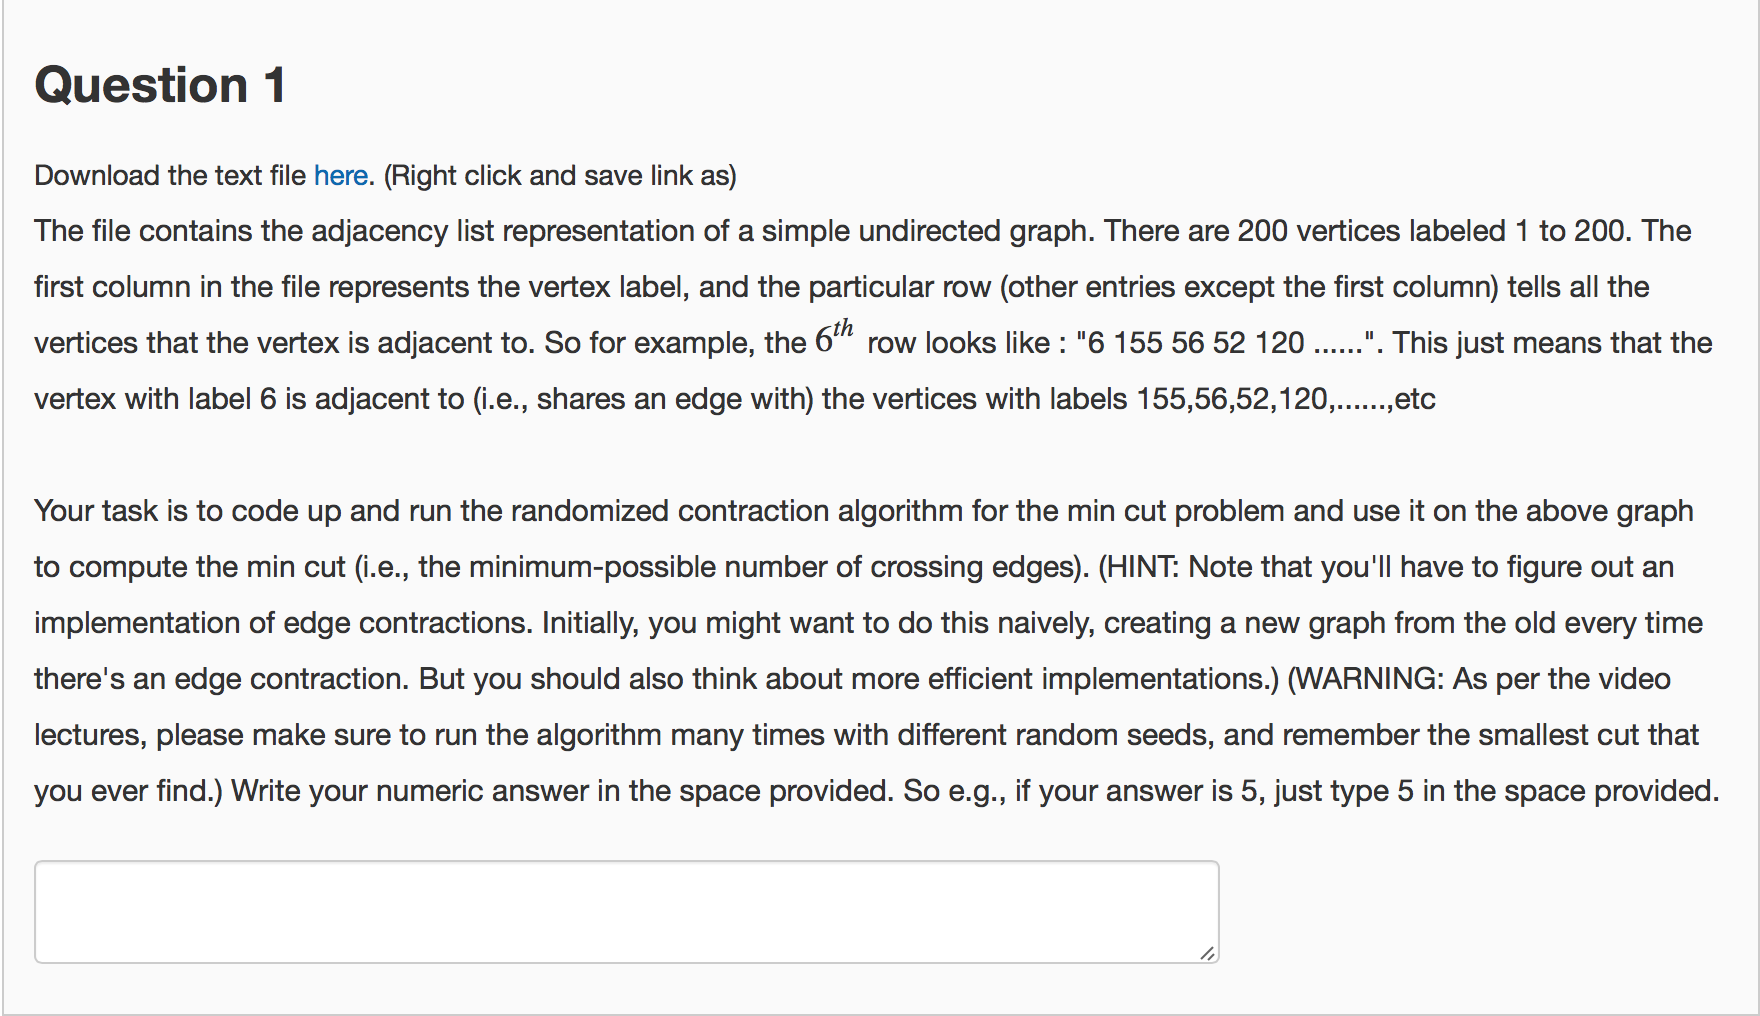 Question 1
Download the text file here. (Right click and save link as)
The file contains the adjacency list representation of a simple undirected graph. There are 200 vertices labeled 1 to 200. The
first column in the file represents the vertex label, and the particular row (other entries except the first column) tells all the
vertices that the vertex is adjacent to. So for example, the 6th row looks like : "6 155 56 52 120 ......". This just means that the
vertex with label 6 is adjacent to (i.e., shares an edge with) the vertices with labels 155,56,52,120,......,etc
Your task is to code up and run the randomized contraction algorithm for the min cut problem and use it on the above graph
to compute the min cut (i.e., the minimum-possible number of crossing edges). (HINT: Note that you'll have to figure out an
implementation of edge contractions. Initially, you might want to do this naively, creating a new graph from the old every time
there's an edge contraction. But you should also think about more efficient implementations.) (WARNING: As per the video
lectures, please make sure to run the algorithm many times with different random seeds, and remember the smallest cut that
you ever find.) Write your numeric answer in the space provided. So e.g., if your answer is 5, just type 5 in the space provided.